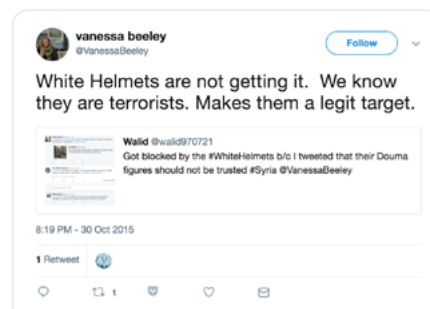 vanessa beeley
@VanessaBeeley
Follow
White Helmets are not getting it. We know
they are terrorists. Makes them a legit target.
Walid @walid970721
Got blocked by the #WhiteHelmets b/c I tweeted that their Douma
figures should not be trusted #Syria @VanessaBeeley
8:19 PM - 30 Oct 2015
1 Retweet
1